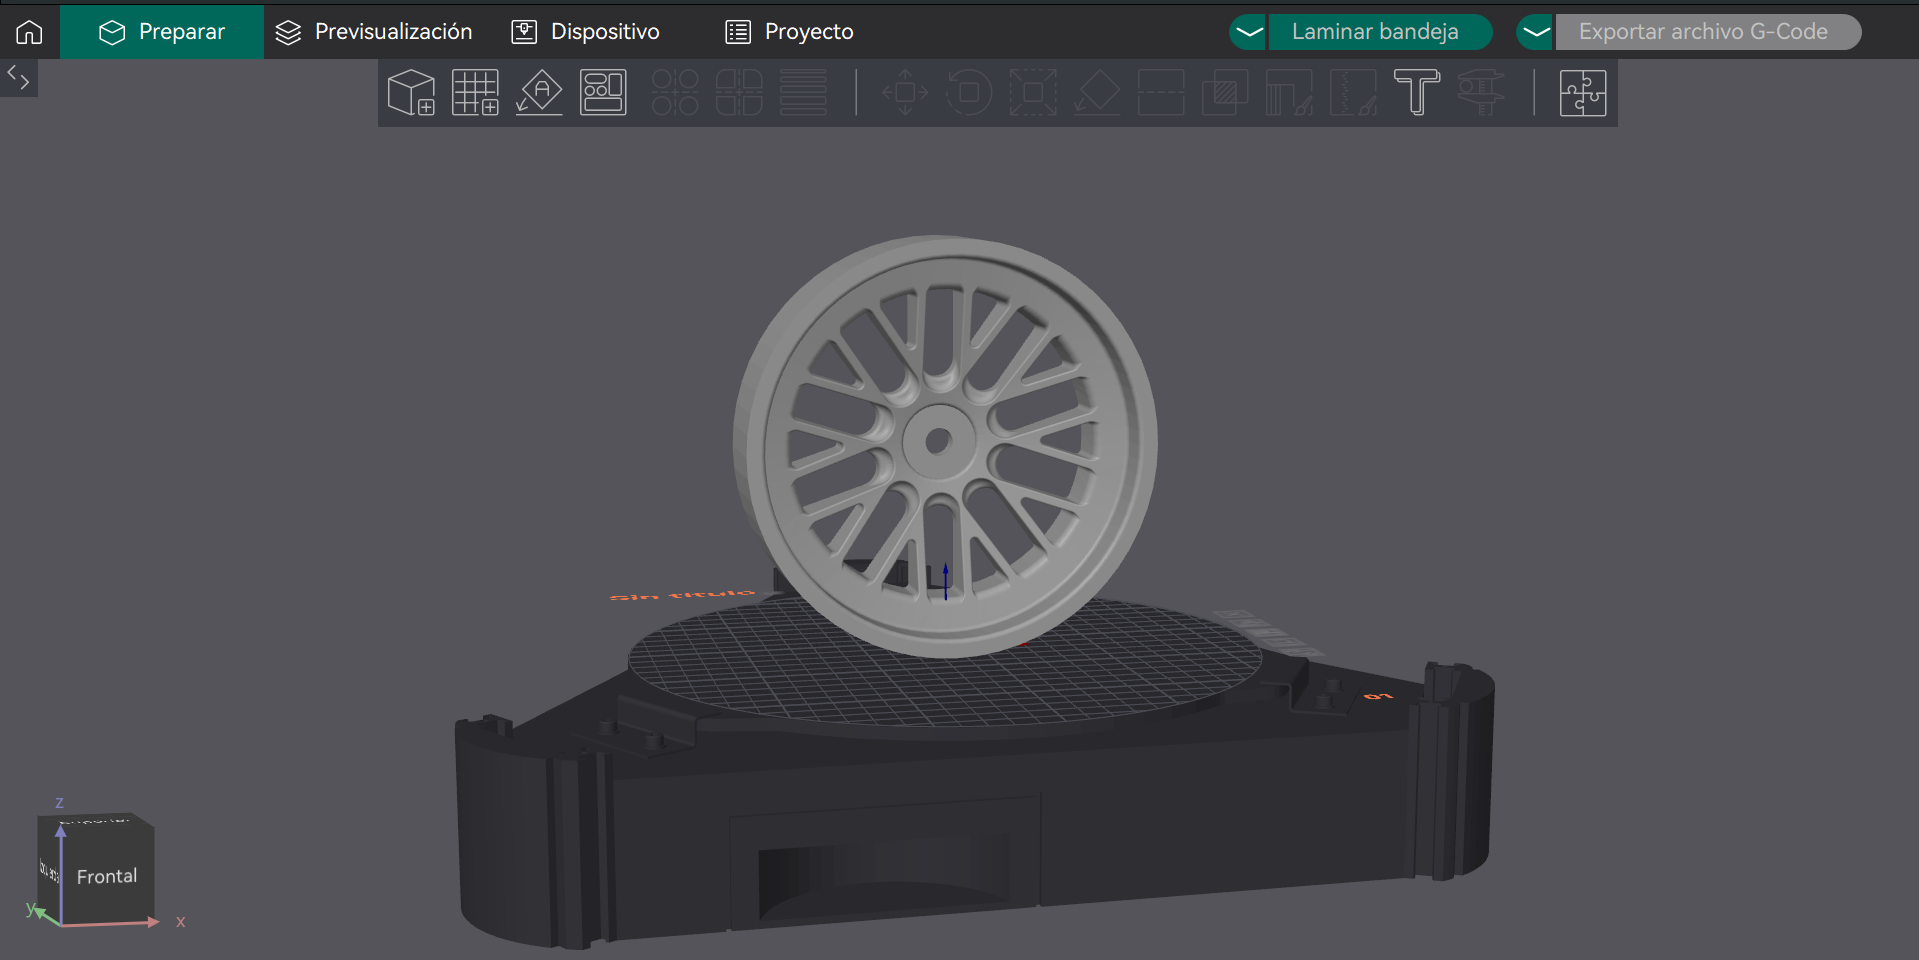 Preparar
Previsualización
Dispositivo
Proyecto
Laminar bandeja
Exportar archivo G-Code
Sin título
01
z
Frontal
y
x